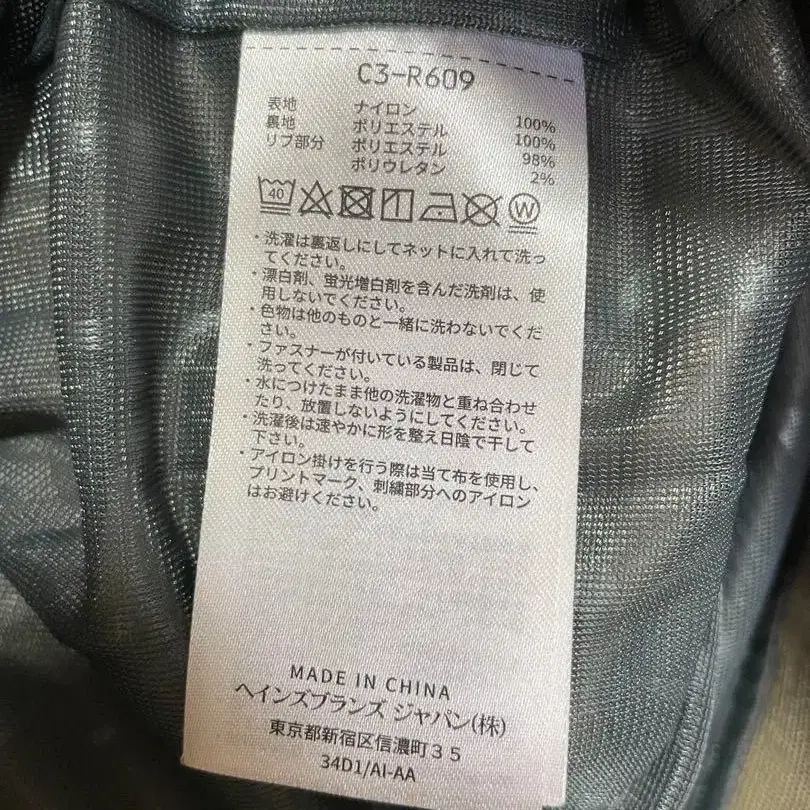 C3-R609
表地 ナイロン 100%
裏地 ポリエステル 100%
リブ部分 ポリエステル 98%
ポリウレタン 2%
40 W
・洗濯は裏返しにしてネットに入れて洗っ
てください。
・漂白剤、蛍光増白剤を含んだ洗剤は、使
用しないでください。
・色物は他のものと一緒に洗わないでくだ
さい。
・ファスナーが付いている製品は、閉じて
洗ってください。
・水につけたまま他の洗濯物と重ね合わせ
たり、放置しないようにしてください。
・洗濯後は速やかに形を整え日陰で干して
下さい。
・アイロン掛けを行う際は当て布を使用し、
プリントマーク、刺繍部分へのアイロン
はお避けください。
MADE IN CHINA
ヘインズブランズ ジャパン(株)
東京都新宿区信濃町35
34D1/AI-AA